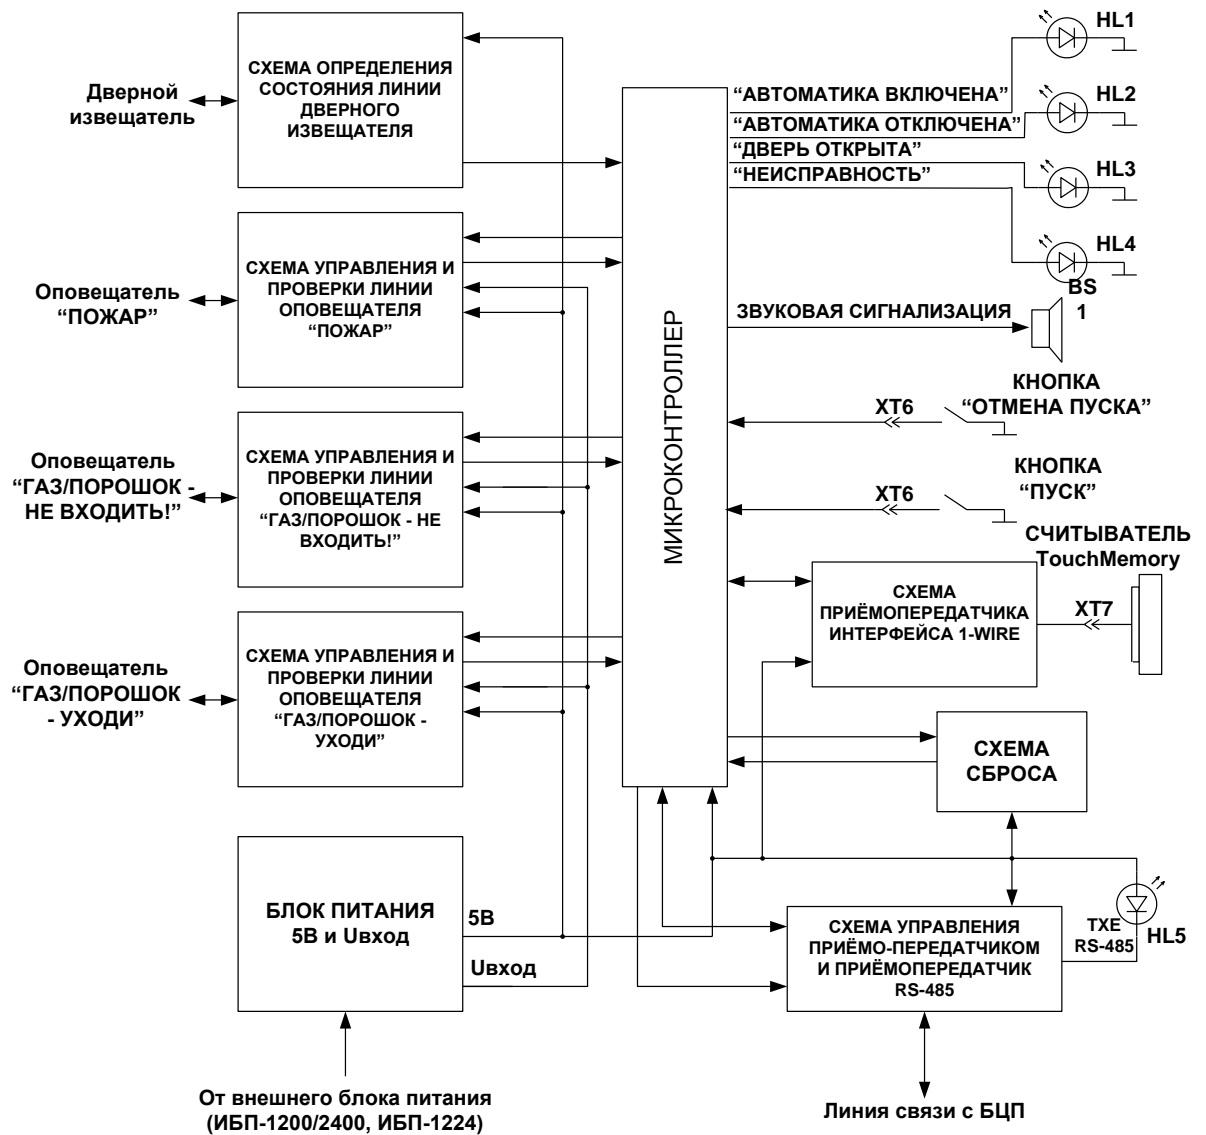 Дверной
извещатель
СХЕМА ОПРЕДЕЛЕНИЯ
СОСТОЯНИЯ ЛИНИИ
ДВЕРНОГО
ИЗВЕЩАТЕЛЯ
Оповещатель
“ПОЖАР”
СХЕМА УПРАВЛЕНИЯ И
ПРОВЕРКИ ЛИНИИ
ОПОВЕЩАТЕЛЯ
“ПОЖАР”
Оповещатель
“ГАЗ/ПОРОШОК -
НЕ ВХОДИТЬ!”
СХЕМА УПРАВЛЕНИЯ И
ПРОВЕРКИ ЛИНИИ
ОПОВЕЩАТЕЛЯ
“ГАЗ/ПОРОШОК - НЕ
ВХОДИТЬ!”
Оповещатель
“ГАЗ/ПОРОШОК
- УХОДИ”
СХЕМА УПРАВЛЕНИЯ И
ПРОВЕРКИ ЛИНИИ
ОПОВЕЩАТЕЛЯ
“ГАЗ/ПОРОШОК -
УХОДИ”
БЛОК ПИТАНИЯ
5В и Uвход
5В
Uвход
От внешнего блока питания
(ИБП-1200/2400, ИБП-1224)
МИКРОКОНТРОЛЛЕР
“АВТОМАТИКА ВКЛЮЧЕНА”
HL1
“АВТОМАТИКА ОТКЛЮЧЕНА”
HL2
“ДВЕРЬ ОТКРЫТА”
HL3
“НЕИСПРАВНОСТЬ”
HL4
ЗВУКОВАЯ СИГНАЛИЗАЦИЯ
BS
1
КНОПКА
“ОТМЕНА ПУСКА”
XT6
КНОПКА
“ПУСК”
XT6
СЧИТЫВАТЕЛЬ
TouchMemory
СХЕМА
ПРИЁМОПЕРЕДАТЧИКА
ИНТЕРФЕЙСА 1-WIRE
XT7
СХЕМА
СБРОСА
СХЕМА УПРАВЛЕНИЯ
ПРИЁМО-ПЕРЕДАТЧИКОМ
И ПРИЁМОПЕРЕДАТЧИК
RS-485
TXE
RS-485
HL5
Линия связи с БЦП